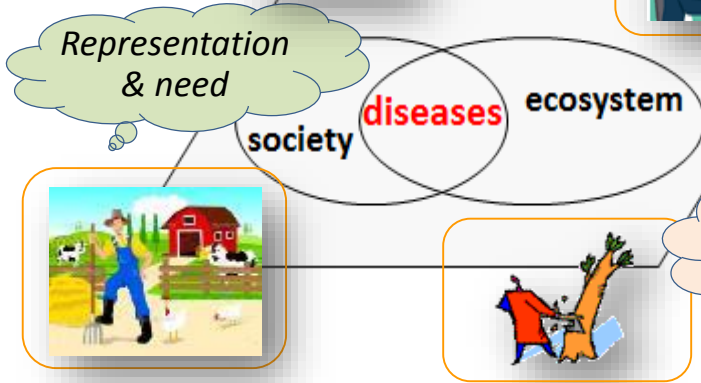 Representation
& need
diseases
ecosystem
society